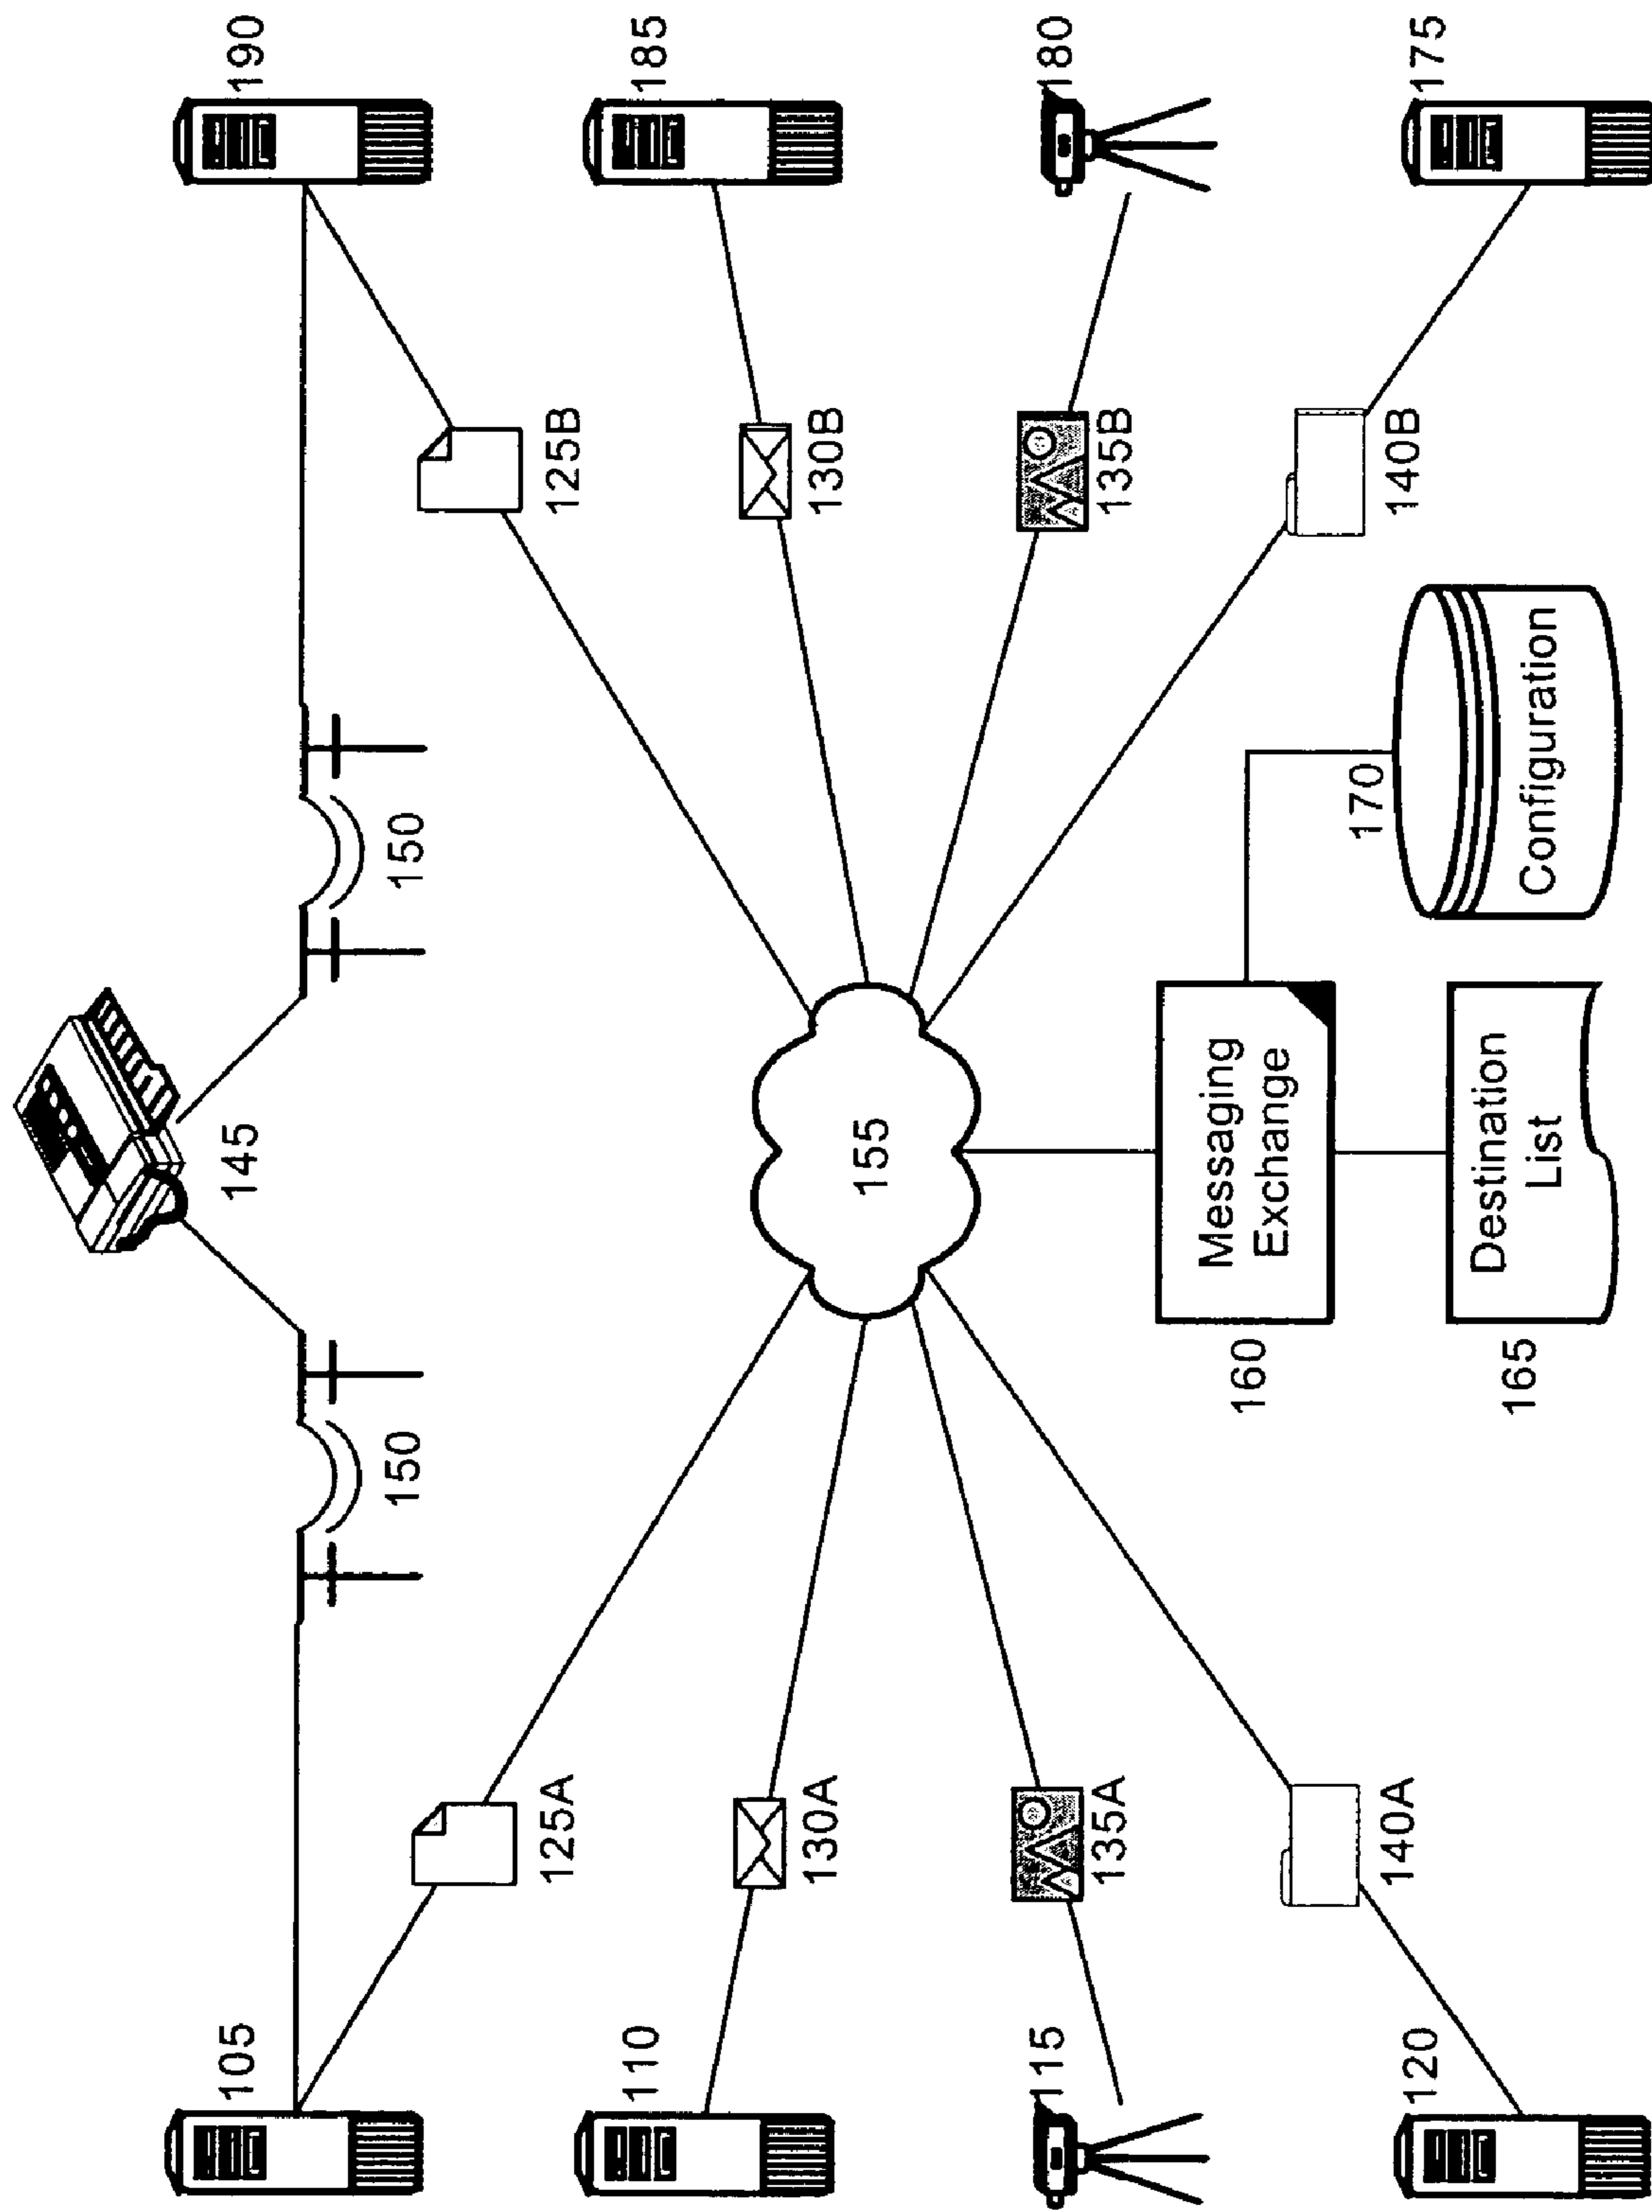 145
105
150
150
190
125A
125B
110
130A
130B
185
155
115
135A
135B
180
160
Messaging
Exchange
170
120
140A
140B
175
165
Destination
List
Configuration